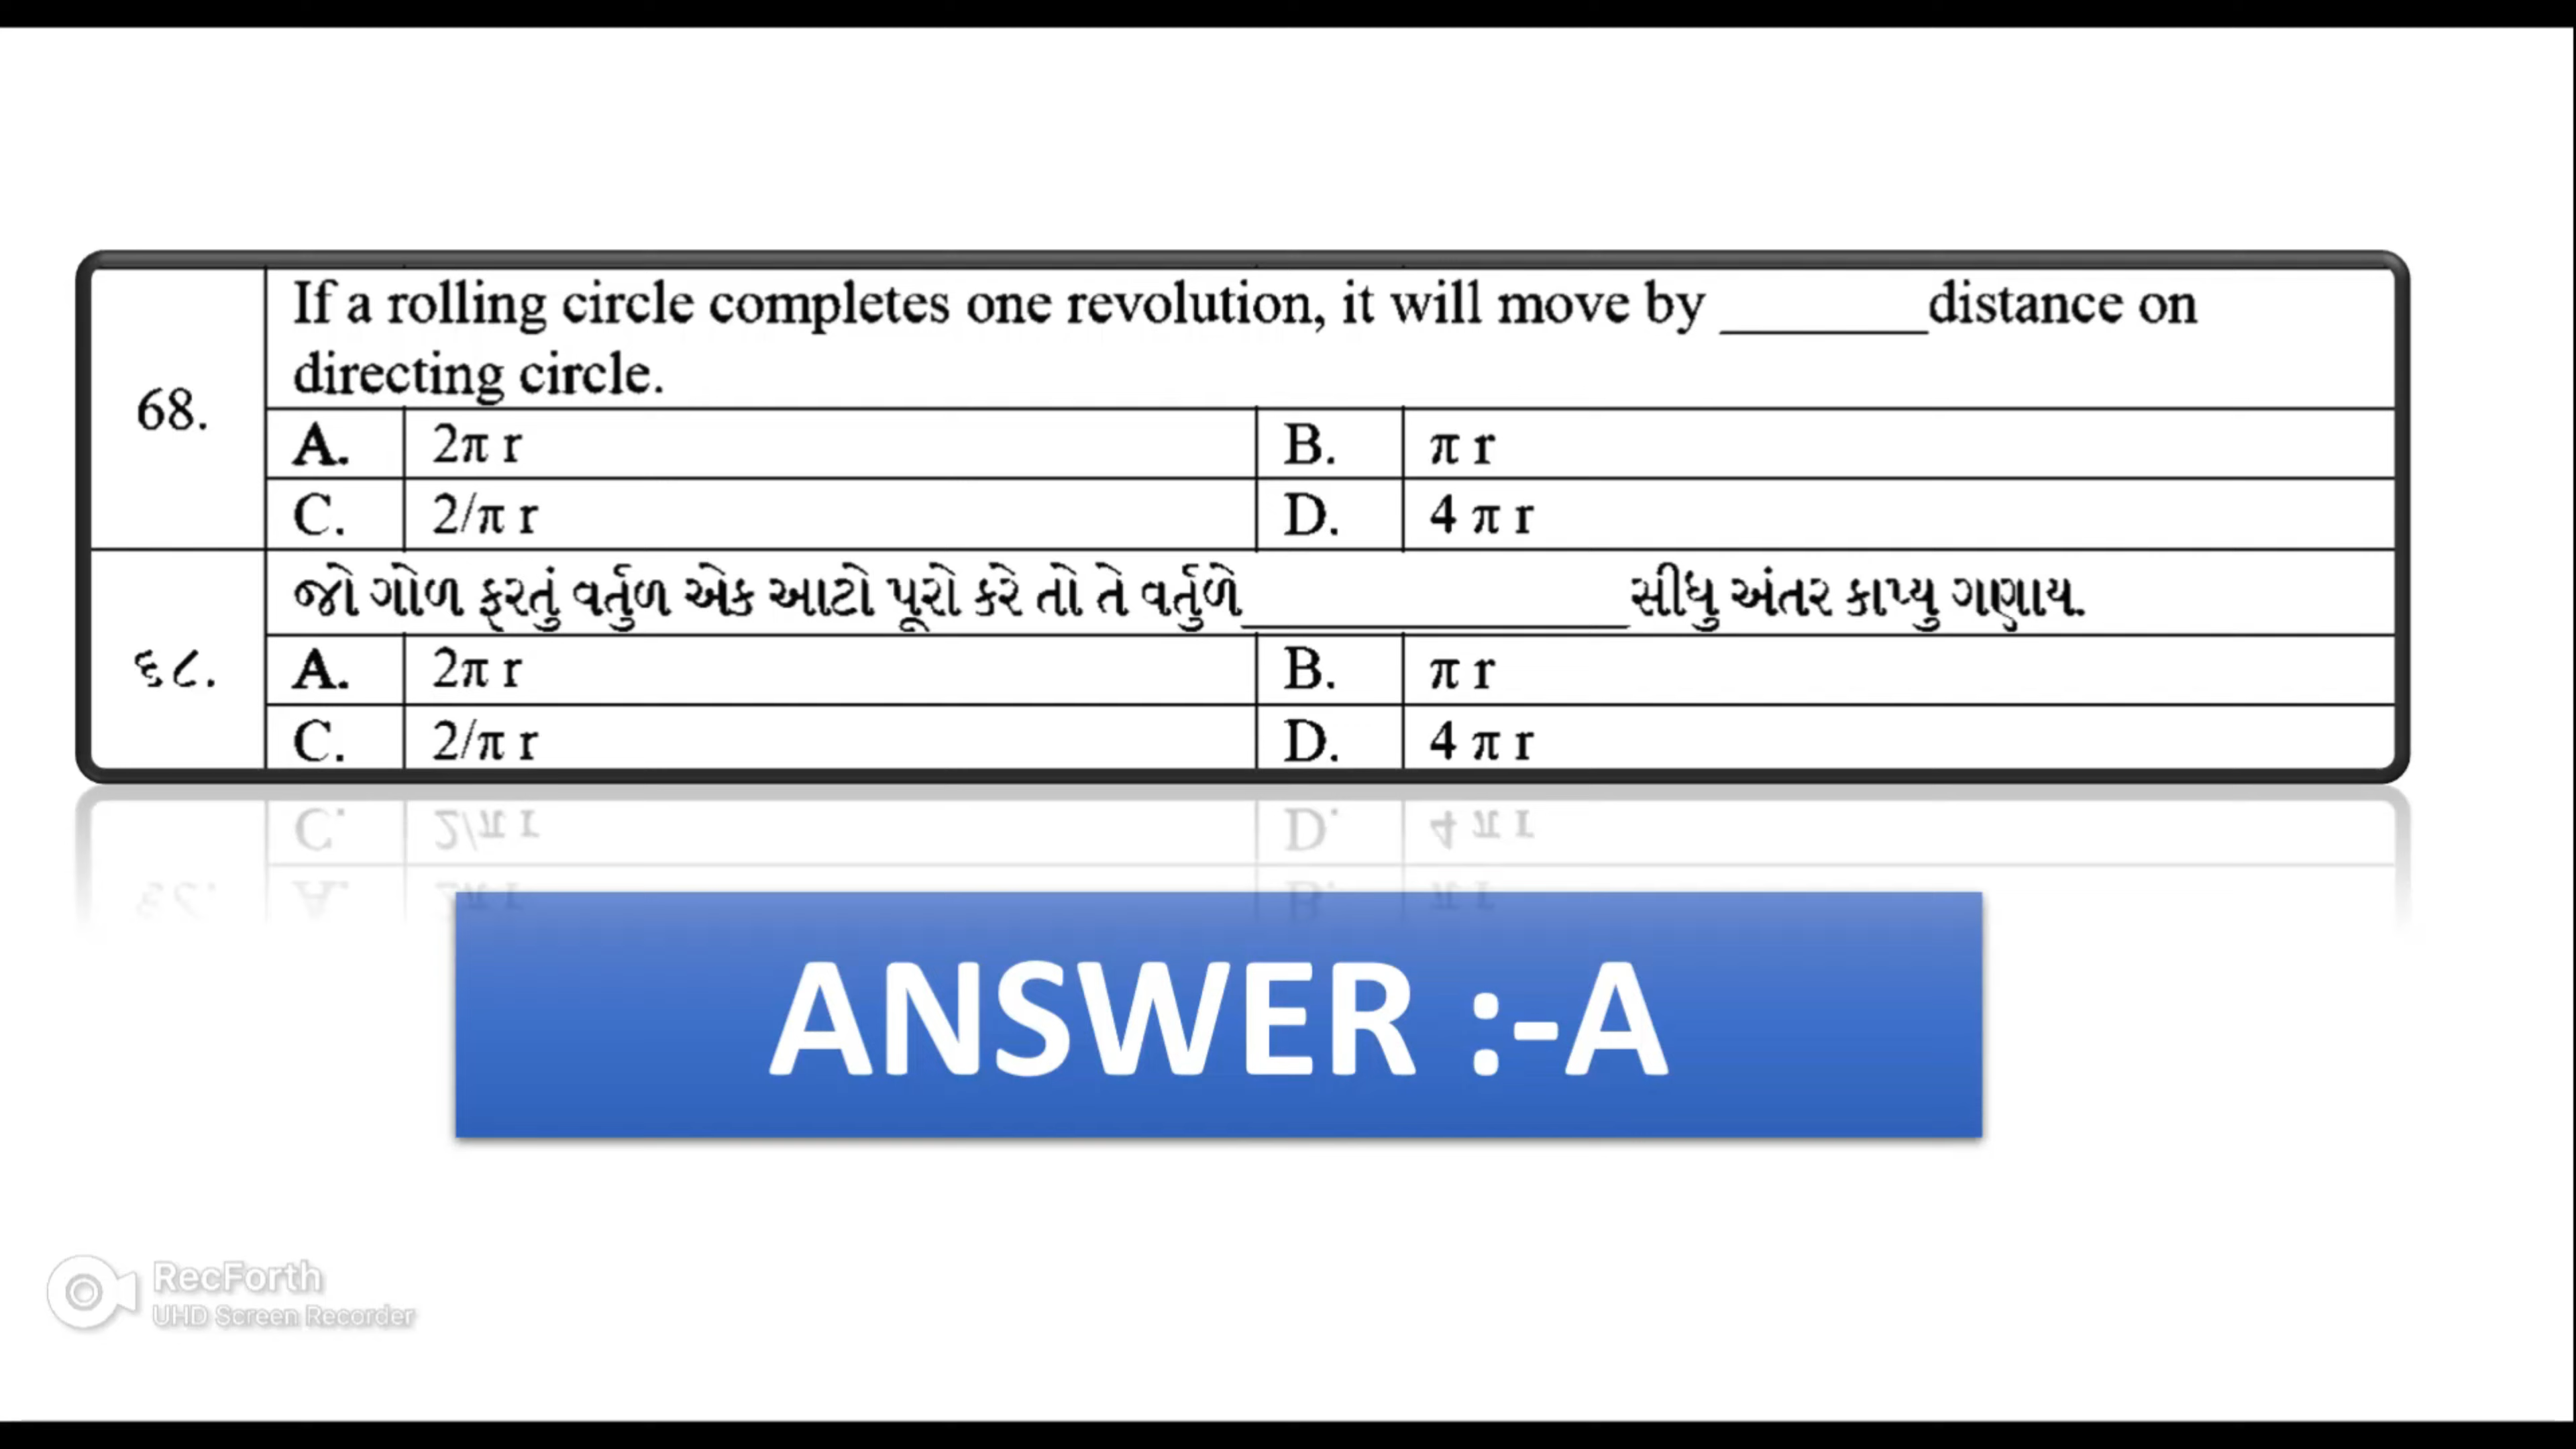 68.
If a rolling circle completes one revolution, it will move by ________distance on
directing circle.
A. 2π r B. π r
C. 2/π r D. 4 π r
૬૮.
જો ગોળ ફરતું વર્તુળ એક આટો પૂરો કરે તો તે વર્તુળે_______________સીધુ અંતર કાપ્યુ ગણાય.
A. 2π r B. π r
C. 2/π r D. 4 π r
ANSWER :-A
RecForth
UHD Screen Recorder